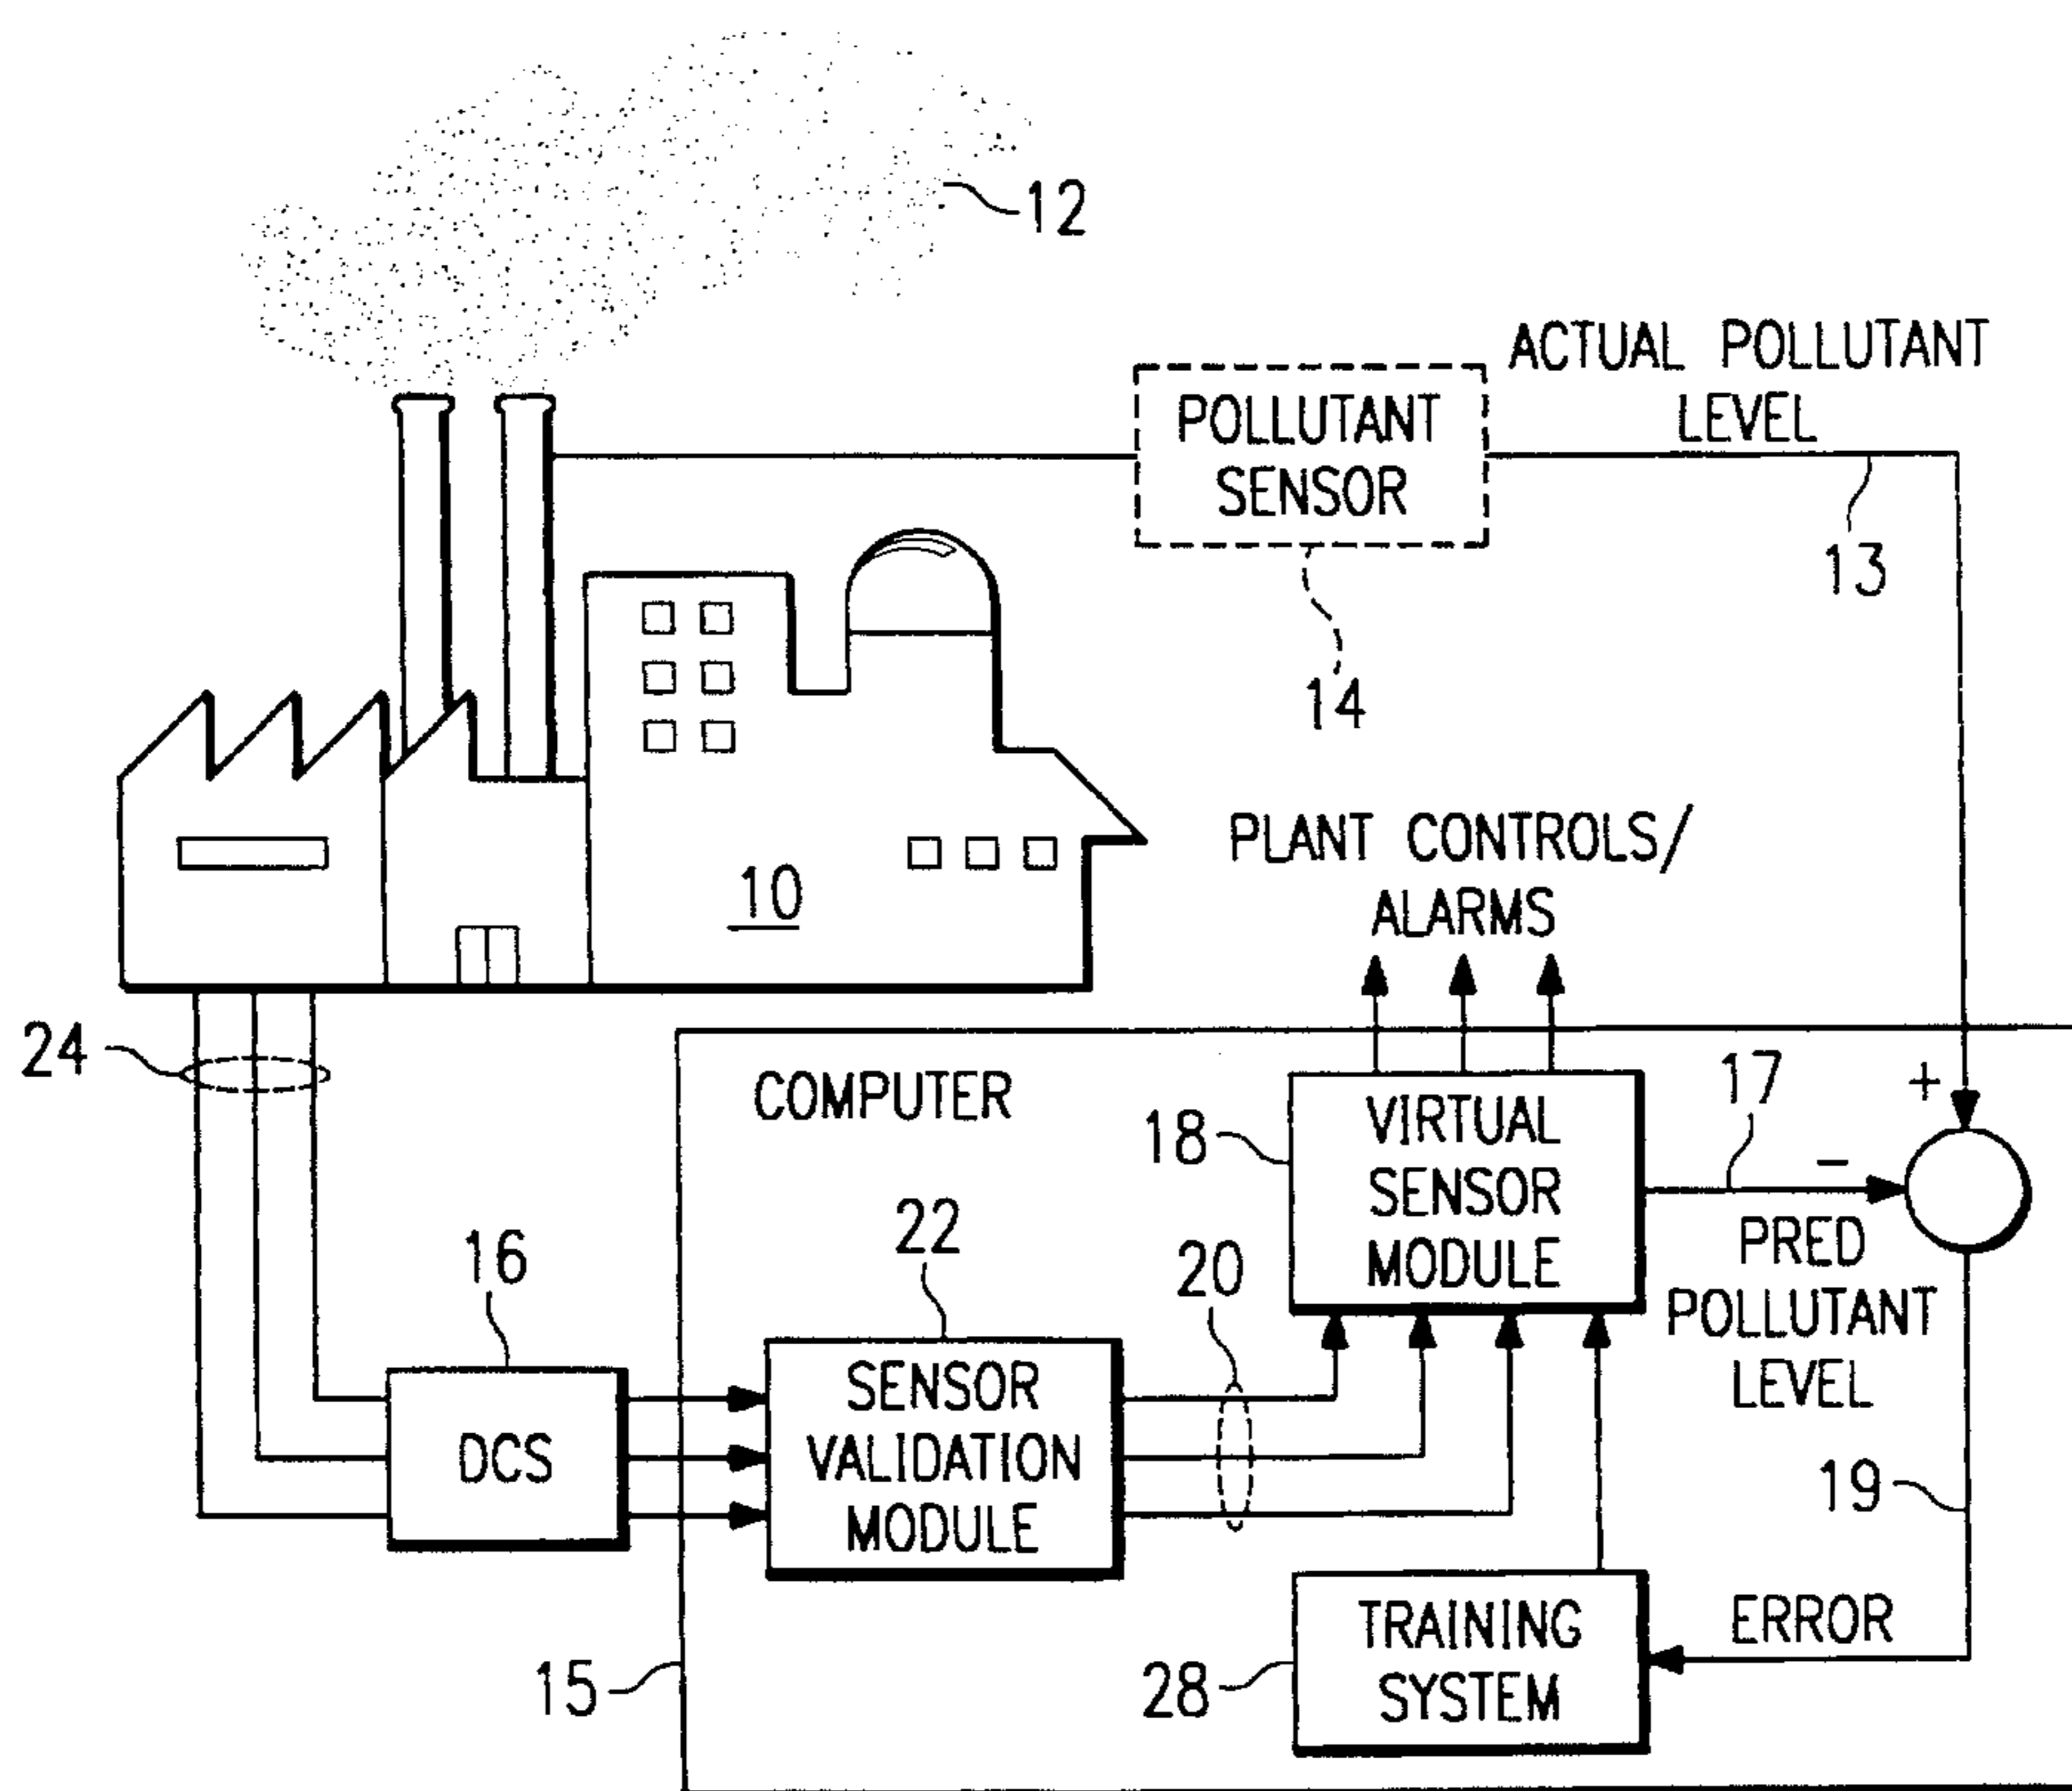 12
ACTUAL POLLUTANT
LEVEL
POLLUTANT
SENSOR
13
14
PLANT CONTROLS/
ALARMS
10
24
COMPUTER
17
+
18
VIRTUAL
SENSOR
MODULE
−
PRED
POLLUTANT
LEVEL
16
22
20
DCS
SENSOR
VALIDATION
MODULE
19
15
28
TRAINING
SYSTEM
ERROR